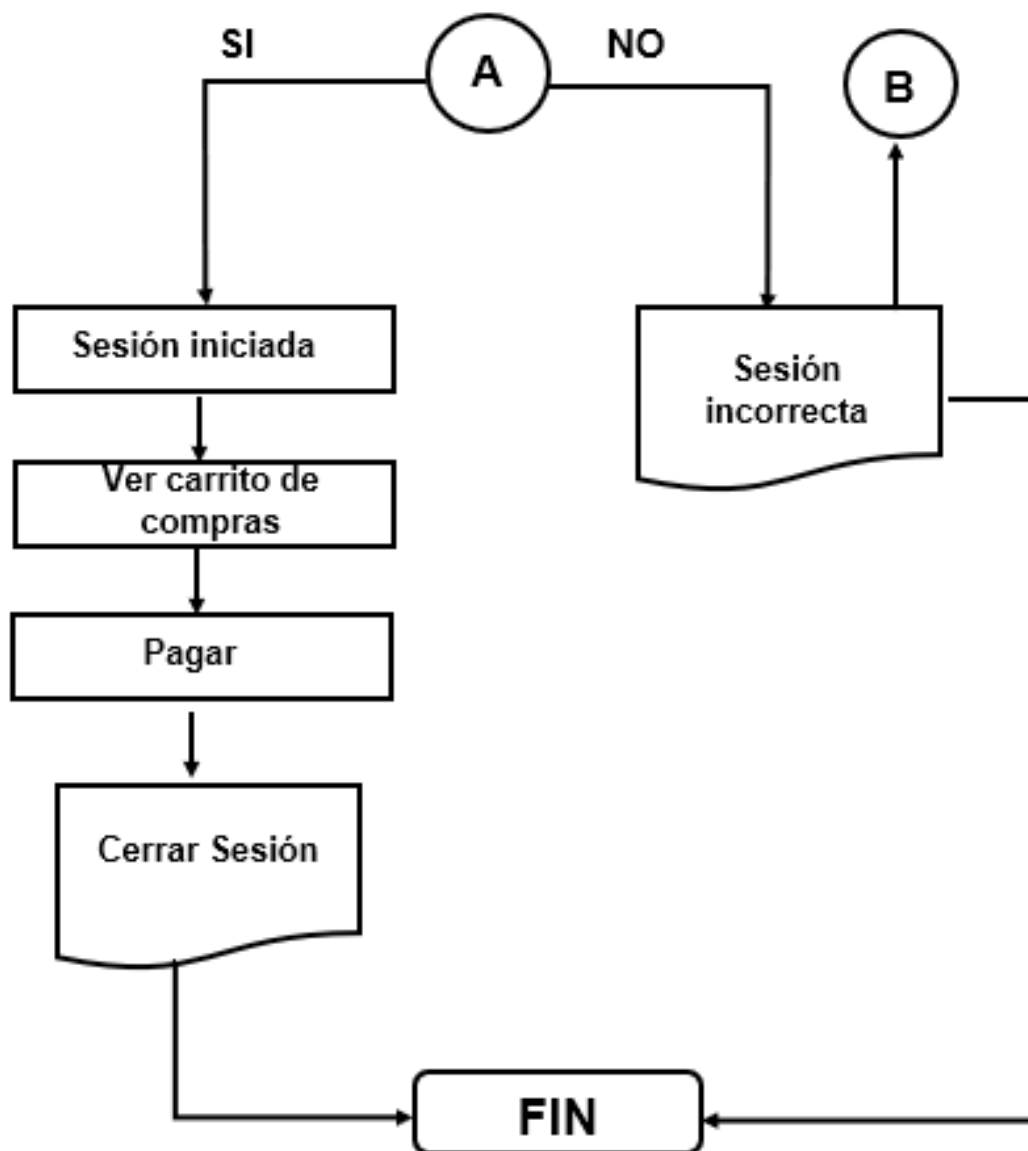 SI
A
NO
B
Sesión iniciada
Sesión
incorrecta
Ver carrito de
compras
Pagar
Cerrar Sesión
FIN